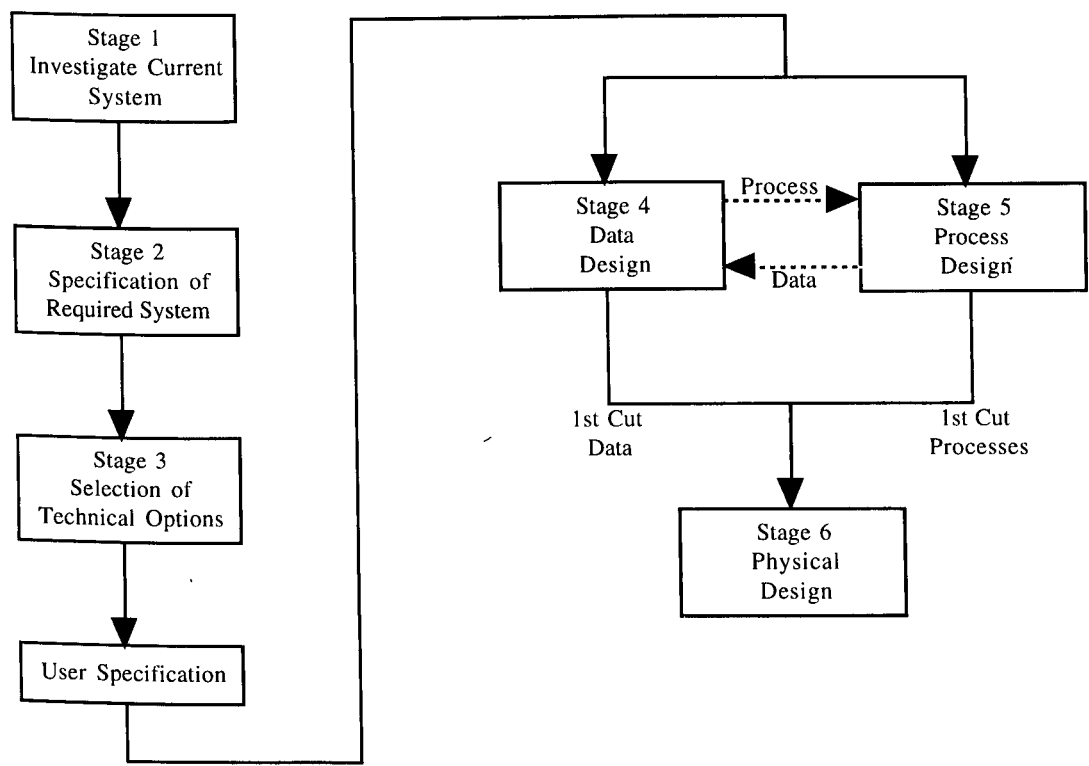 Stage 1
Investigate Current
System
Stage 2
Specification of
Required System
Stage 3
Selection of
Technical Options
User Specification
Stage 4
Data
Design
Process
Data
Stage 5
Process
Design
1st Cut
Data
1st Cut
Processes
Stage 6
Physical
Design